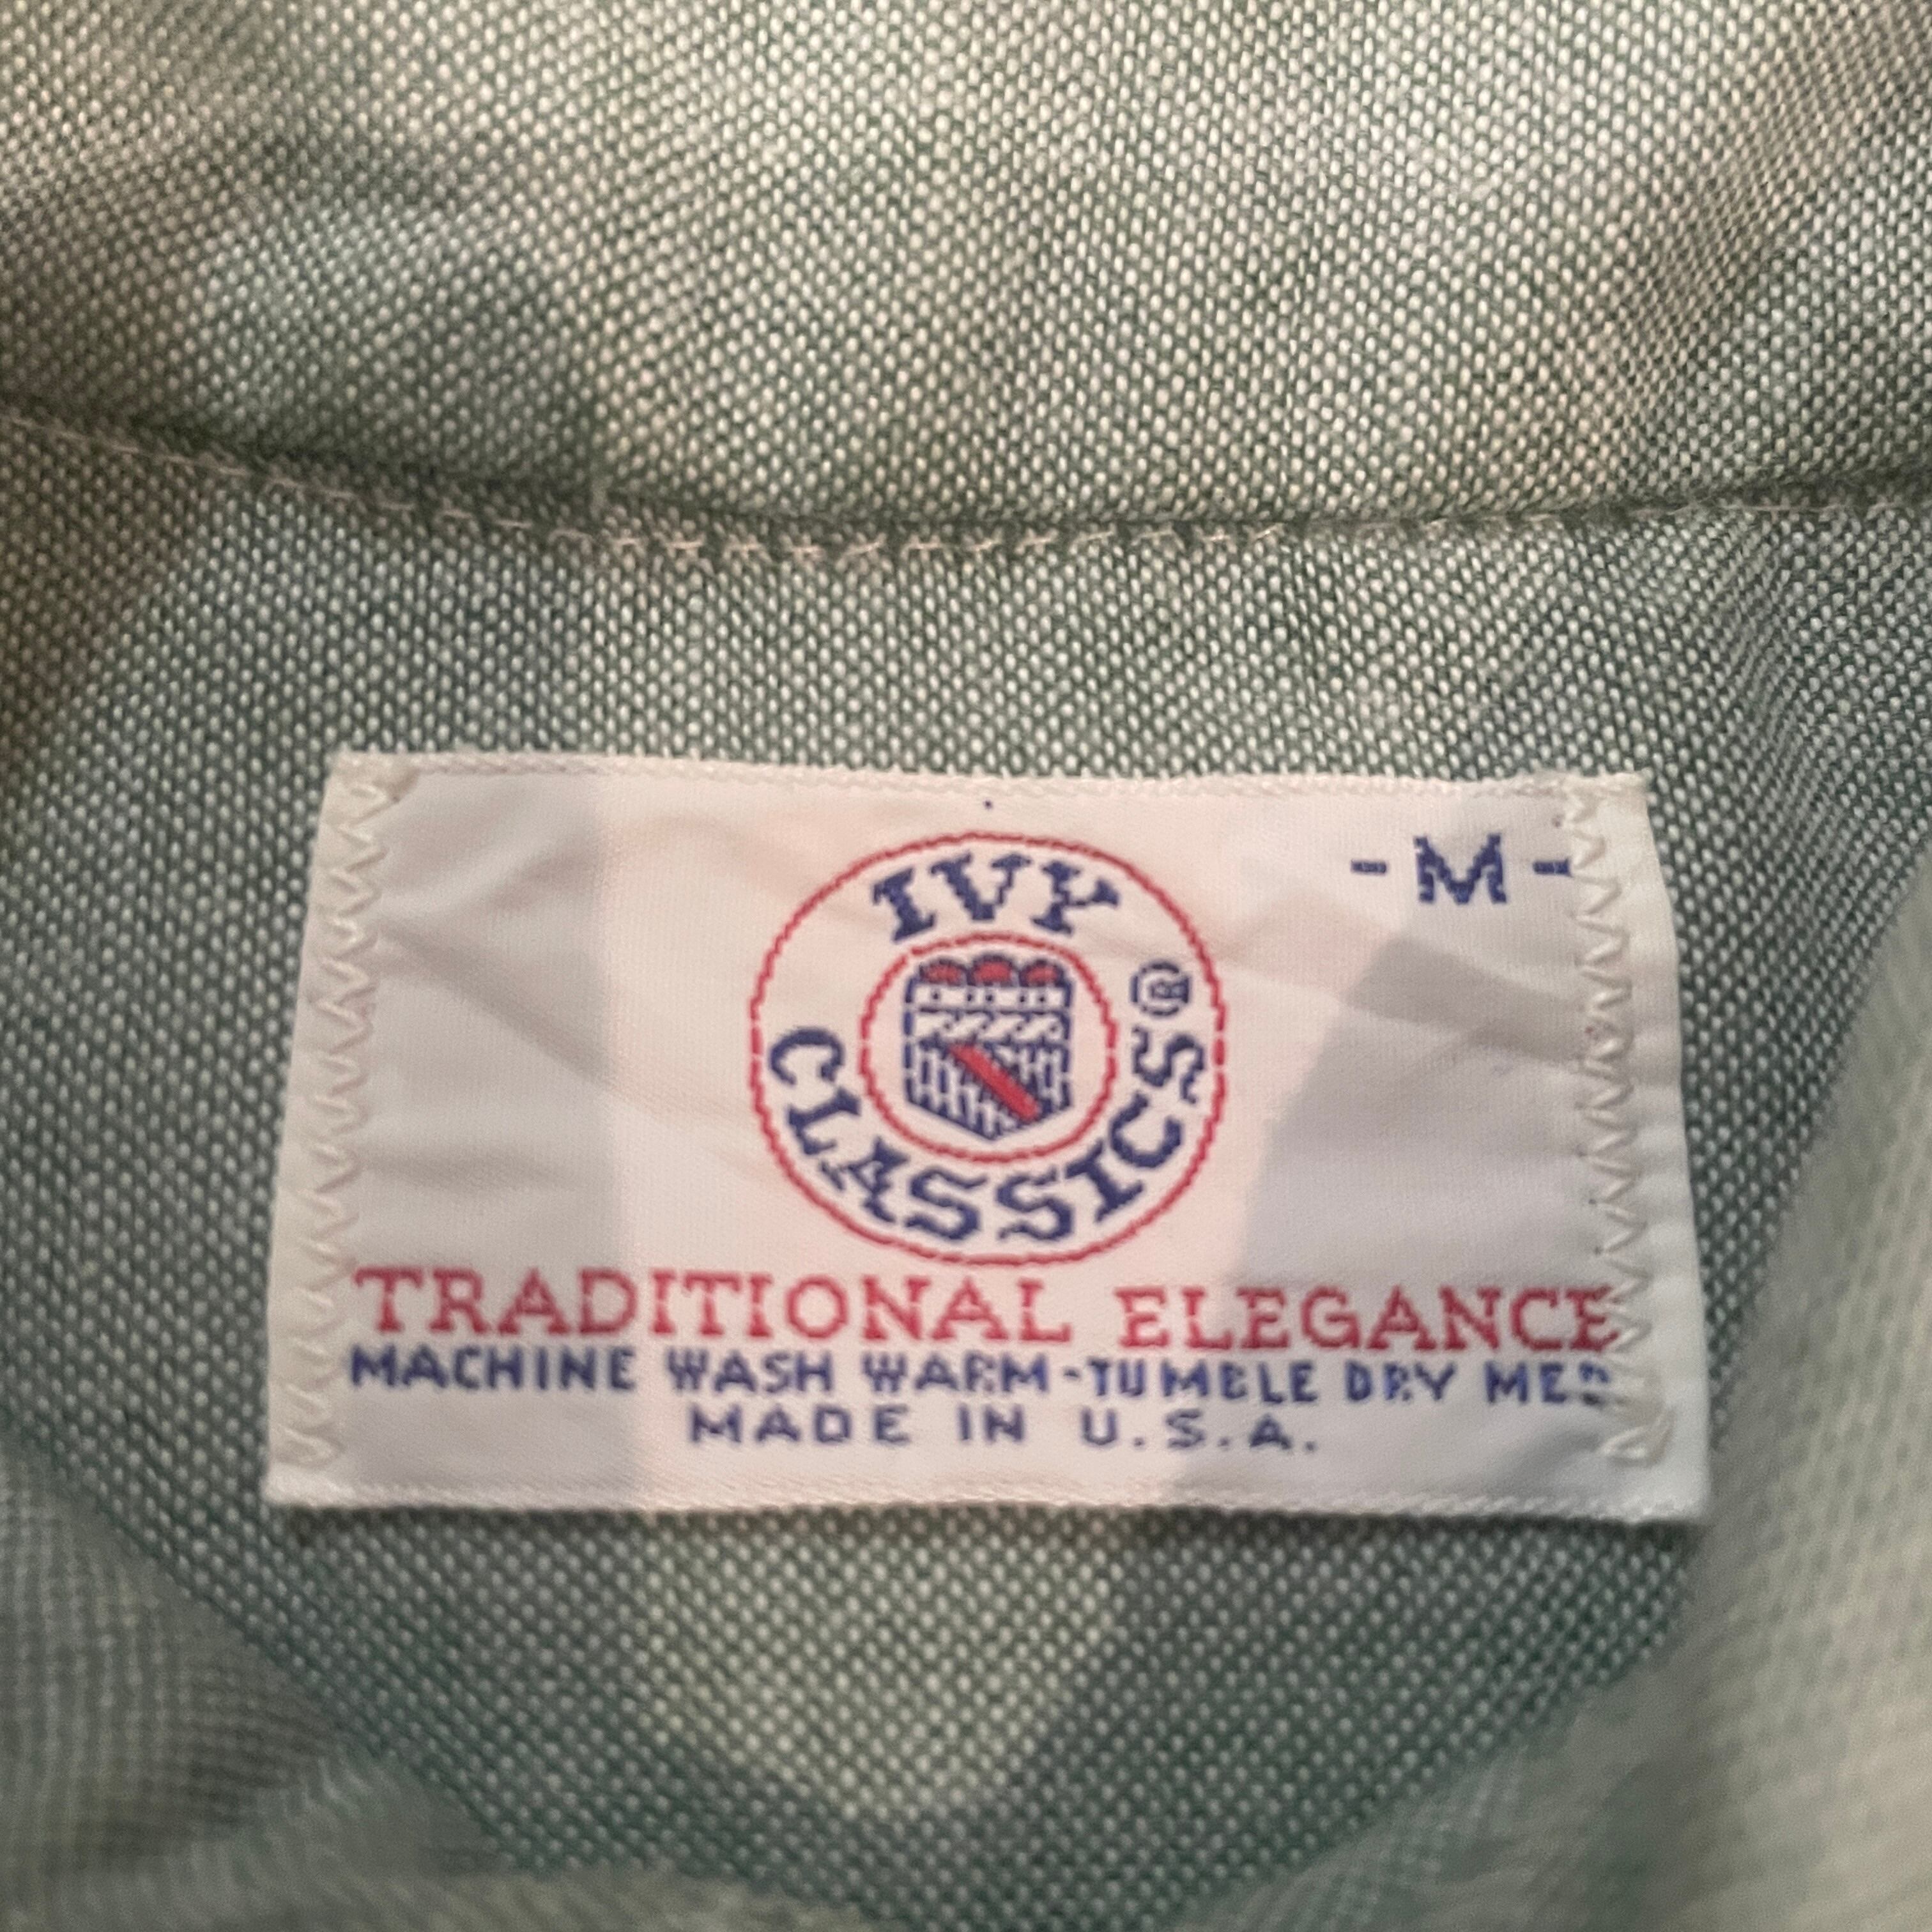 - M -
IVY
CLASSICS®
TRADITIONAL ELEGANCE
MACHINE WASH WARM-TUMBLE DRY MED
MADE IN U.S.A.